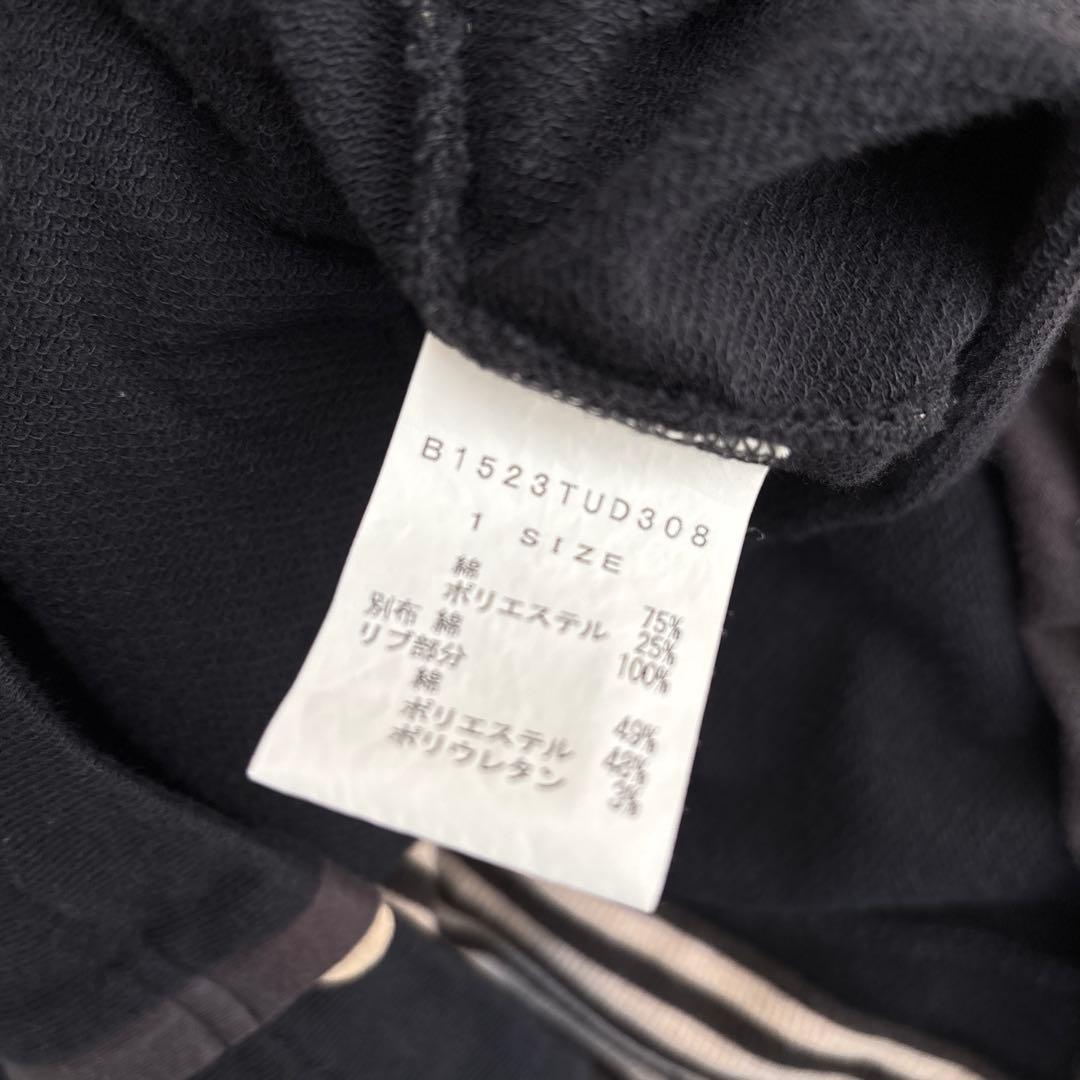 B1523TUD308
1 SIZE
綿 75%
ポリエステル 25%
別布 綿 100%
リブ部分
綿 49%
ポリエステル 48%
ポリウレタン 3%